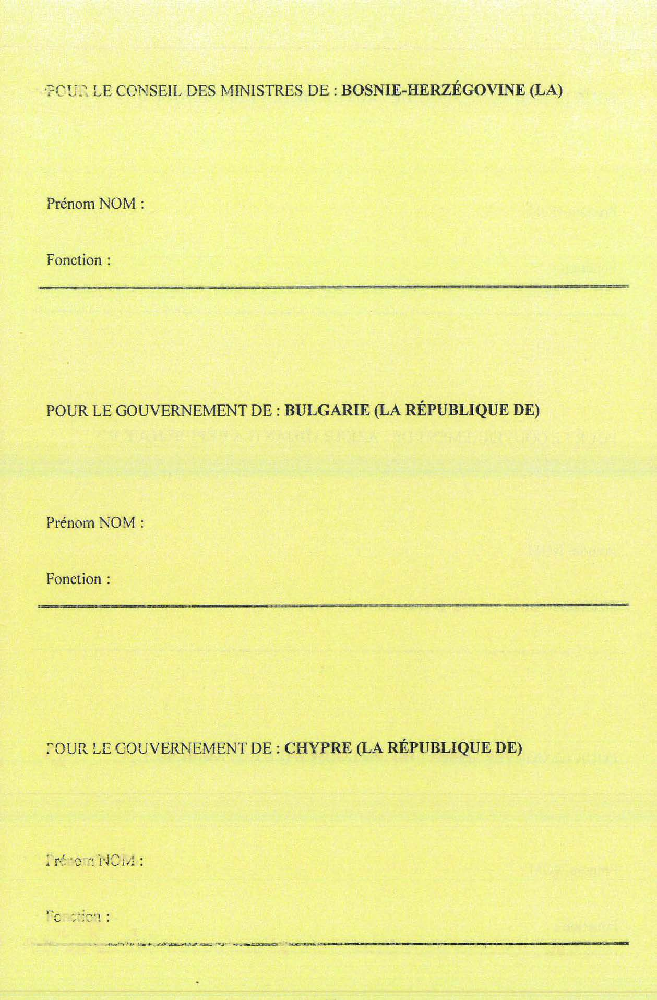 POUR LE CONSEIL DES MINISTRES DE : BOSNIE-HERZÉGOVINE (LA)
Prénom NOM :
Fonction :
POUR LE GOUVERNEMENT DE : BULGARIE (LA RÉPUBLIQUE DE)
Prénom NOM :
Fonction :
POUR LE GOUVERNEMENT DE : CHYPRE (LA RÉPUBLIQUE DE)
Prénom NOM :
Fonction :